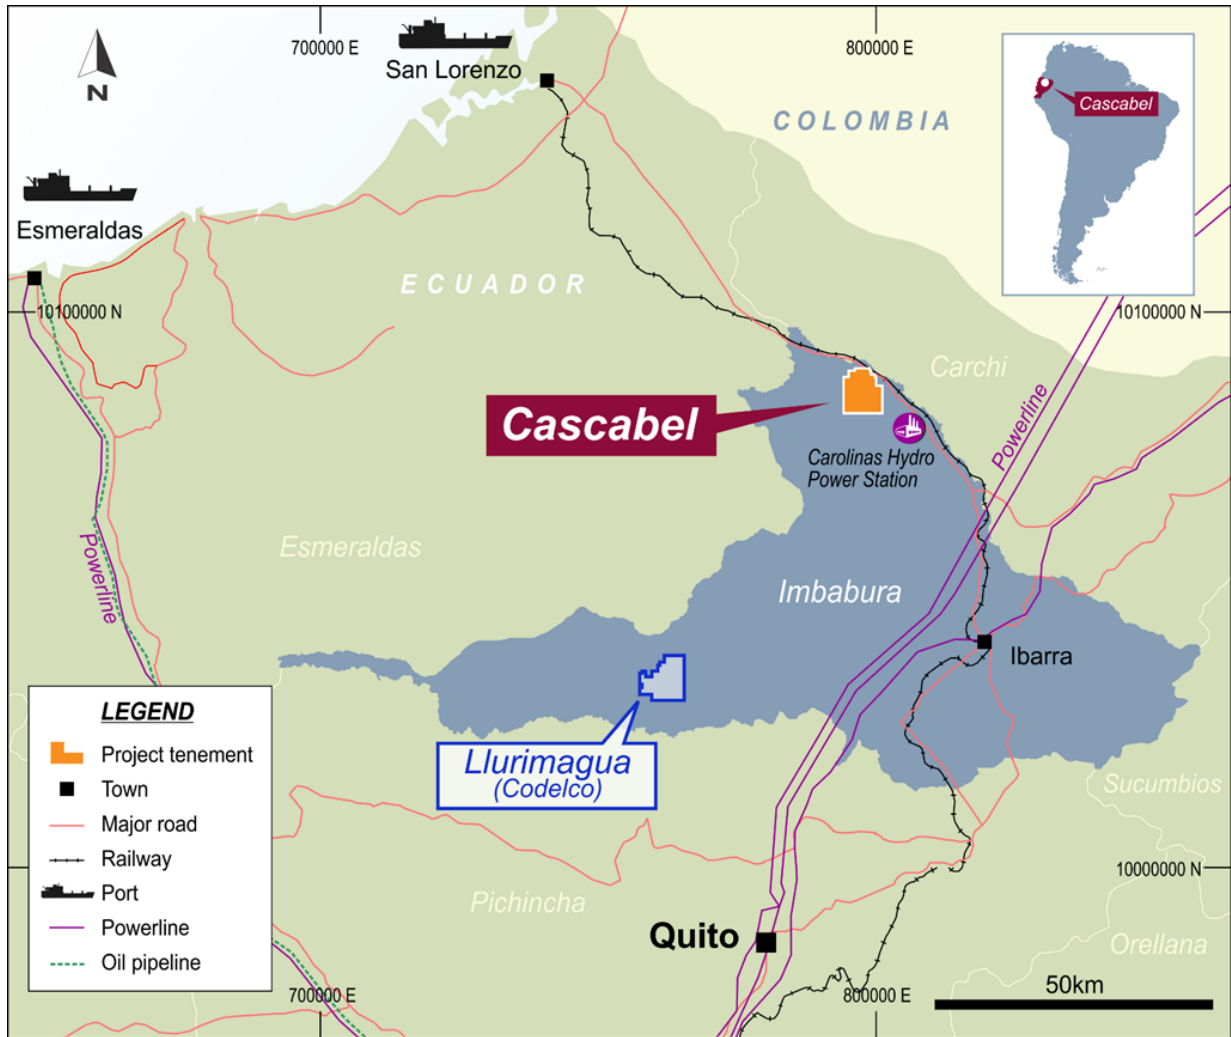 700000 E
800000 E
San Lorenzo
COLOMBIA
Cascabel
N
Esmeraldas
ECUADOR
10100000 N
10100000 N
Carchi
Powerline
Cascabel
Carolinas Hydro
Power Station
Esmeraldas
Powerline
Imbabura
Ibarra
Llurimagua
(Codelco)
Sucumbios
LEGEND
Project tenement
Town
Major road
Railway
Port
Powerline
Oil pipeline
10000000 N
Pichincha
Quito
Orellana
700000 E
800000 E
50km